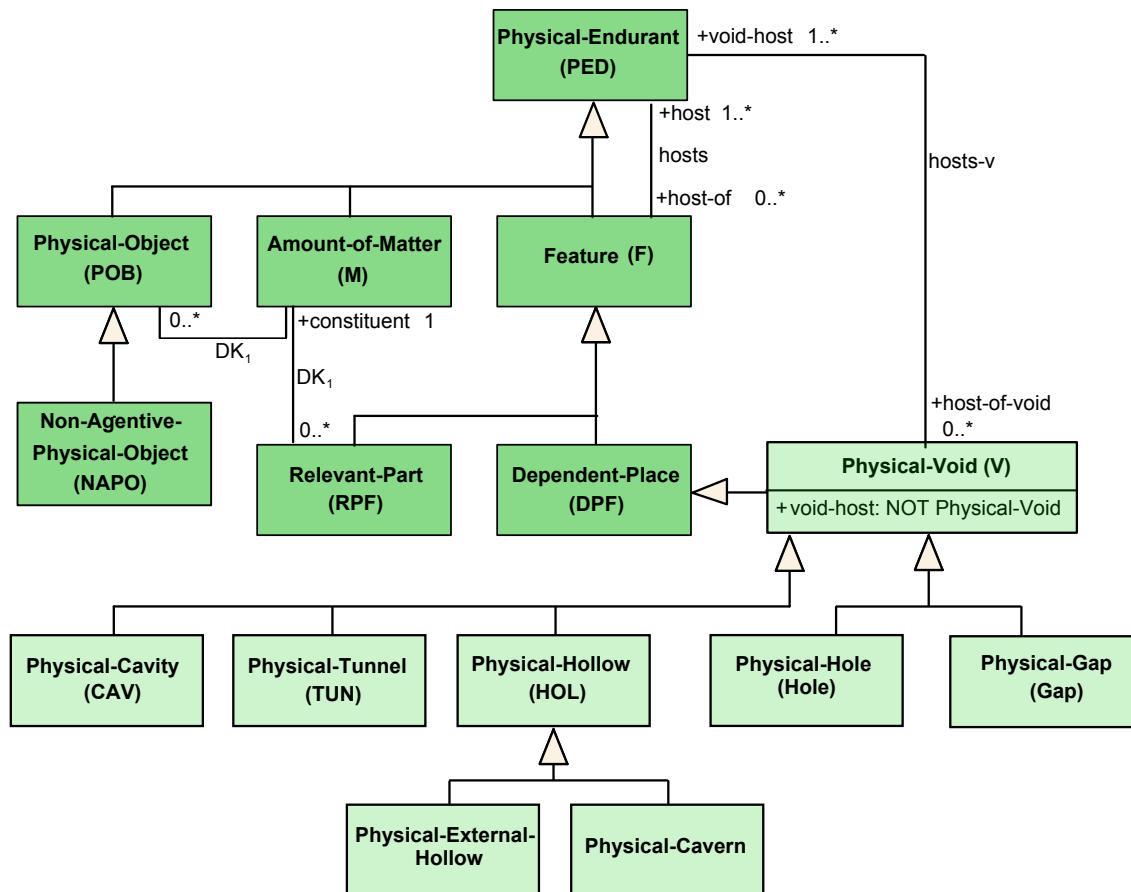 Physical-Endurant
(PED)
+void-host 1..*
+host 1..*
hosts
hosts-v
+host-of 0..*
Physical-Object
(POB)
Amount-of-Matter
(M)
Feature (F)
0..*
+constituent 1
DK₁
DK₁
+host-of-void
0..*
0..*
Non-Agentive-
Physical-Object
(NAPO)
Relevant-Part
(RPF)
Dependent-Place
(DPF)
Physical-Void (V)
+void-host: NOT Physical-Void
Physical-Cavity
(CAV)
Physical-Tunnel
(TUN)
Physical-Hollow
(HOL)
Physical-Hole
(Hole)
Physical-Gap
(Gap)
Physical-External-
Hollow
Physical-Cavern